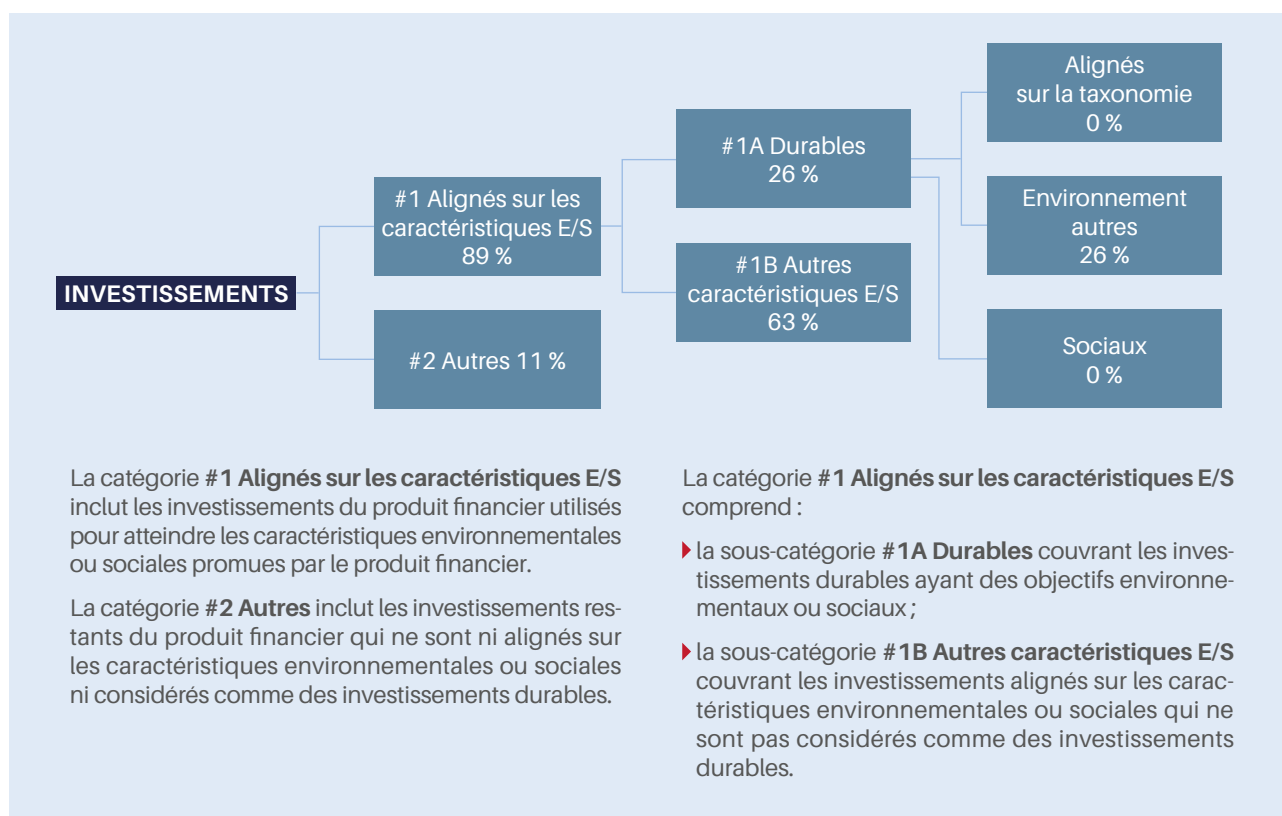 INVESTISSEMENTS
#1 Alignés sur les
caractéristiques E/S
89 %
#2 Autres 11 %
#1A Durables
26 %
#1B Autres
caractéristiques E/S
63 %
Alignés
sur la taxonomie
0 %
Environnement
autres
26 %
Sociaux
0 %
La catégorie #1 Alignés sur les caractéristiques E/S
inclut les investissements du produit financier utilisés
pour atteindre les caractéristiques environnementales
ou sociales promues par le produit financier.
La catégorie #2 Autres inclut les investissements res-
tants du produit financier qui ne sont ni alignés sur
les caractéristiques environnementales ou sociales
ni considérés comme des investissements durables.
La catégorie #1 Alignés sur les caractéristiques E/S
comprend :
la sous-catégorie #1A Durables couvrant les inves-
tissements durables ayant des objectifs environne-
mentaux ou sociaux ;
la sous-catégorie #1B Autres caractéristiques E/S
couvrant les investissements alignés sur les carac-
téristiques environnementales ou sociales qui ne
sont pas considérés comme des investissements
durables.